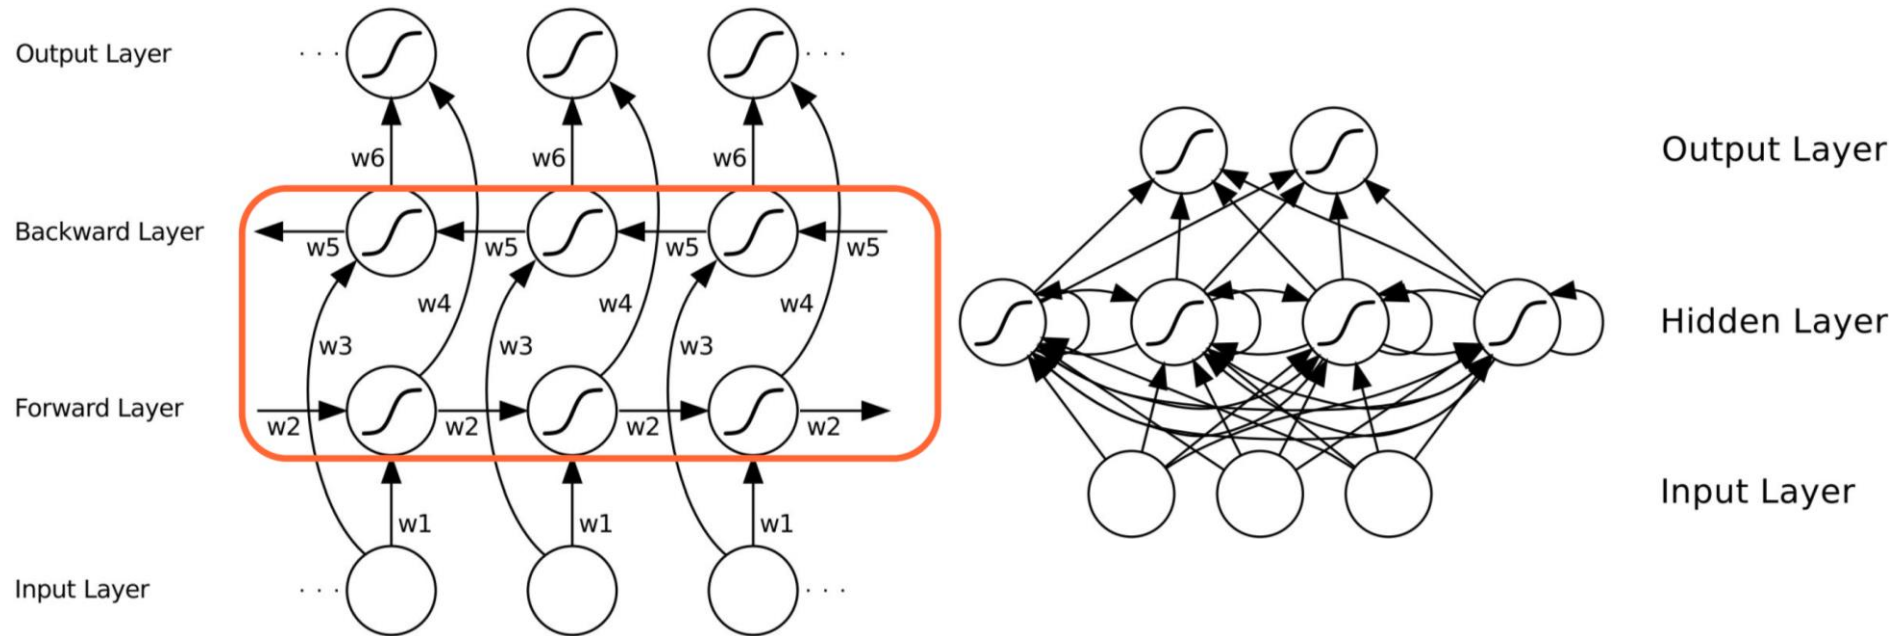 Output Layer
. . .
. . .
w6
w6
w6
Backward Layer
w5
w5
w5
w5
w4
w4
w4
w3
w3
w3
Forward Layer
w2
w2
w2
w2
w1
w1
w1
Input Layer
. . .
. . .
Output Layer
Hidden Layer
Input Layer